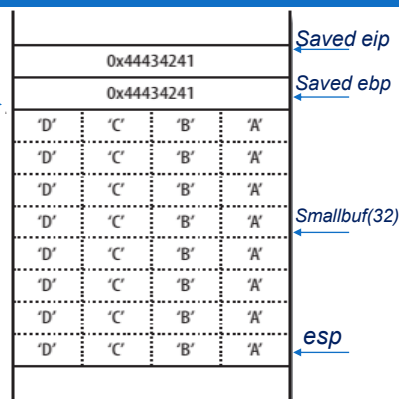 Saved eip
0x44434241
Saved ebp
0x44434241
‘D’ ‘C’ ‘B’ ‘A’
‘D’ ‘C’ ‘B’ ‘A’
‘D’ ‘C’ ‘B’ ‘A’
‘D’ ‘C’ ‘B’ ‘A’ Smallbuf(32)
‘D’ ‘C’ ‘B’ ‘A’
‘D’ ‘C’ ‘B’ ‘A’
‘D’ ‘C’ ‘B’ ‘A’
‘D’ ‘C’ ‘B’ ‘A’ esp